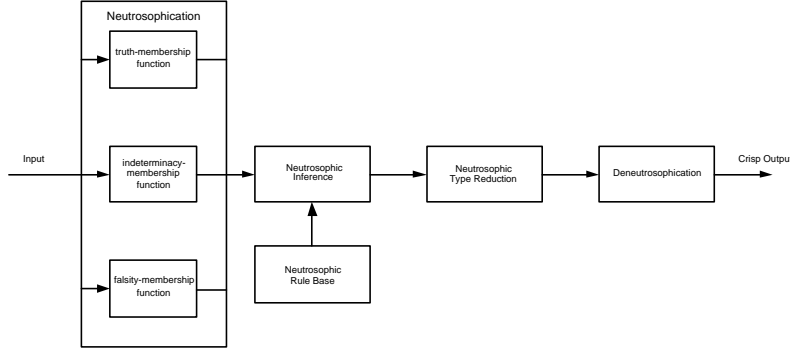 Neutrosophication
truth-membership
function
Input
indeterminacy-
membership
function
Neutrosophic
Inference
Neutrosophic
Type Reduction
Deneutrosophication
Crisp Outpu
falsity-membership
function
Neutrosophic
Rule Base